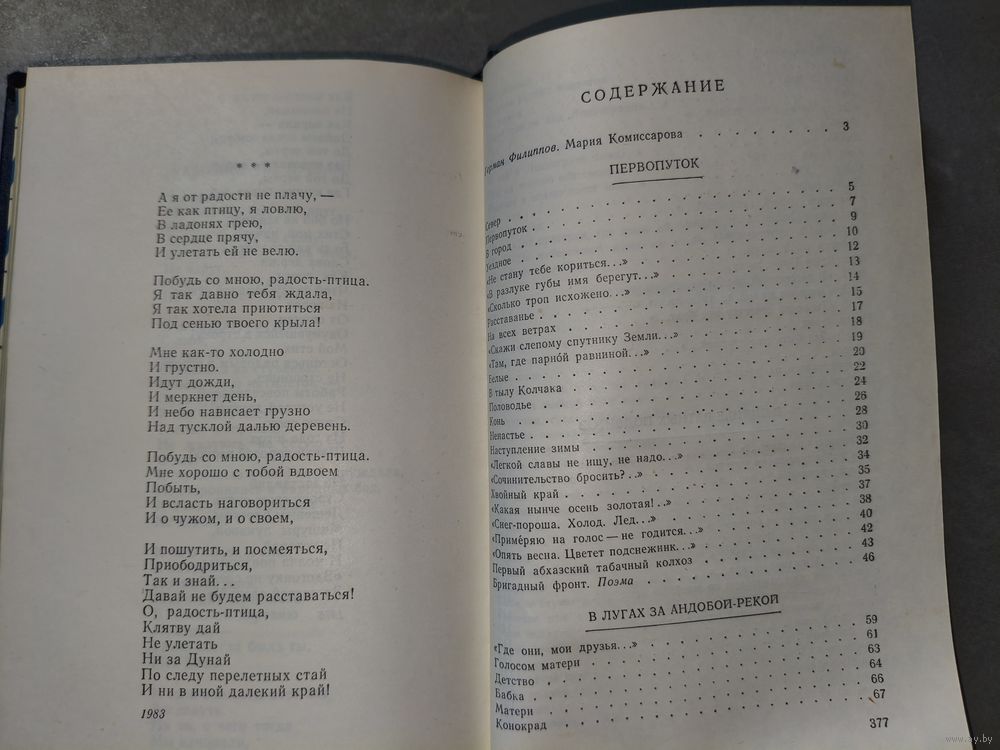 * * *
А я от радости не плачу, —
Ее как птицу, я ловлю,
В ладонях грею,
В сердце прячу,
И улетать ей не велю.
Побудь со мною, радость-птица.
Я так давно тебя ждала,
Я так хотела приютиться
Под сенью твоего крыла!
Мне как-то холодно
И грустно.
Идут дожди,
И меркнет день,
И небо нависает грузно
Над тусклой далью деревень.
Побудь со мною, радость-птица.
Мне хорошо с тобой вдвоем
Побыть,
И всласть наговориться
И о чужом, и о своем,
И пошутить, и посмеяться,
Приободриться,
Так и знай...
Давай не будем расставаться!
О, радость-птица,
Клятву дай
Не улетать
Ни за Дунай
По следу перелетных стай
И ни в иной далекий край!
1983
СОДЕРЖАНИЕ
Герман Филиппов. Мария Комиссарова . . . . . . . . 3
ПЕРВОПУТОК
Север . . . . . . . . 5
Первопуток . . . . . . . . 7
В город . . . . . . . . 9
Уездное . . . . . . . . 10
«Не стану тебе кориться...» . . . . . . . . 12
«В разлуке губы имя берегут...» . . . . . . . . 13
«Сколько троп исхожено...» . . . . . . . . 14
Расставанье . . . . . . . . 15
На всех ветрах . . . . . . . . 17
«Скажи слепому спутнику Земли...» . . . . . . . . 18
«Там, где парной равниной...» . . . . . . . . 19
Белые . . . . . . . . 20
В тылу Колчака . . . . . . . . 22
Половодье . . . . . . . . 24
Конь . . . . . . . . 26
Ненастье . . . . . . . . 28
Наступление зимы . . . . . . . . 30
«Легкой славы не ищу, не надо...» . . . . . . . . 32
«Сочинительство бросить?..» . . . . . . . . 34
Хвойный край . . . . . . . . 35
«Какая нынче осень золотая!..» . . . . . . . . 37
«Снег-пороша. Холод. Лед...» . . . . . . . . 38
«Примеряю на голос — не годится...» . . . . . . . . 40
«Опять весна. Цветет подснежник...» . . . . . . . . 42
Первый абхазский табачный колхоз . . . . . . . . 43
Бригадный фронт. Поэма . . . . . . . . 46
В ЛУГАХ ЗА АНДОБОЙ-РЕКОЙ
«Где они, мои друзья...» . . . . . . . . 59
Голосом матери . . . . . . . . 61
Детство . . . . . . . . 63
Бабка . . . . . . . . 64
Матери . . . . . . . . 66
Конокрад . . . . . . . . 67
377
www.ay.by